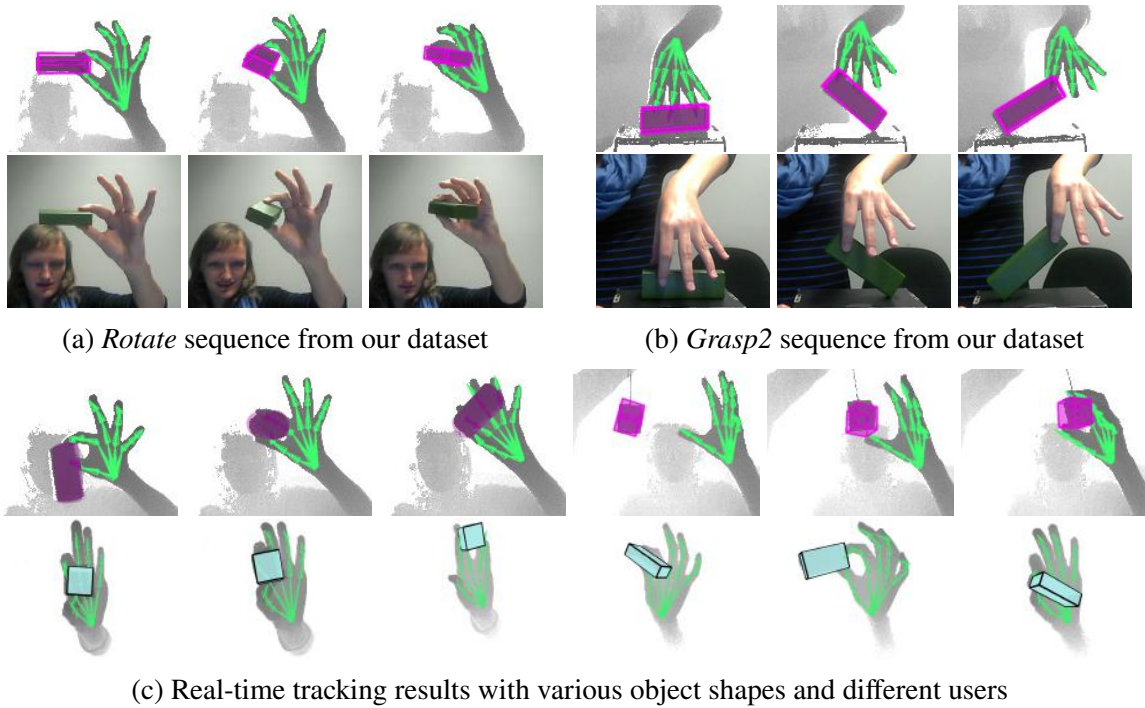 (a) Rotate sequence from our dataset
(b) Grasp2 sequence from our dataset
(c) Real-time tracking results with various object shapes and different users